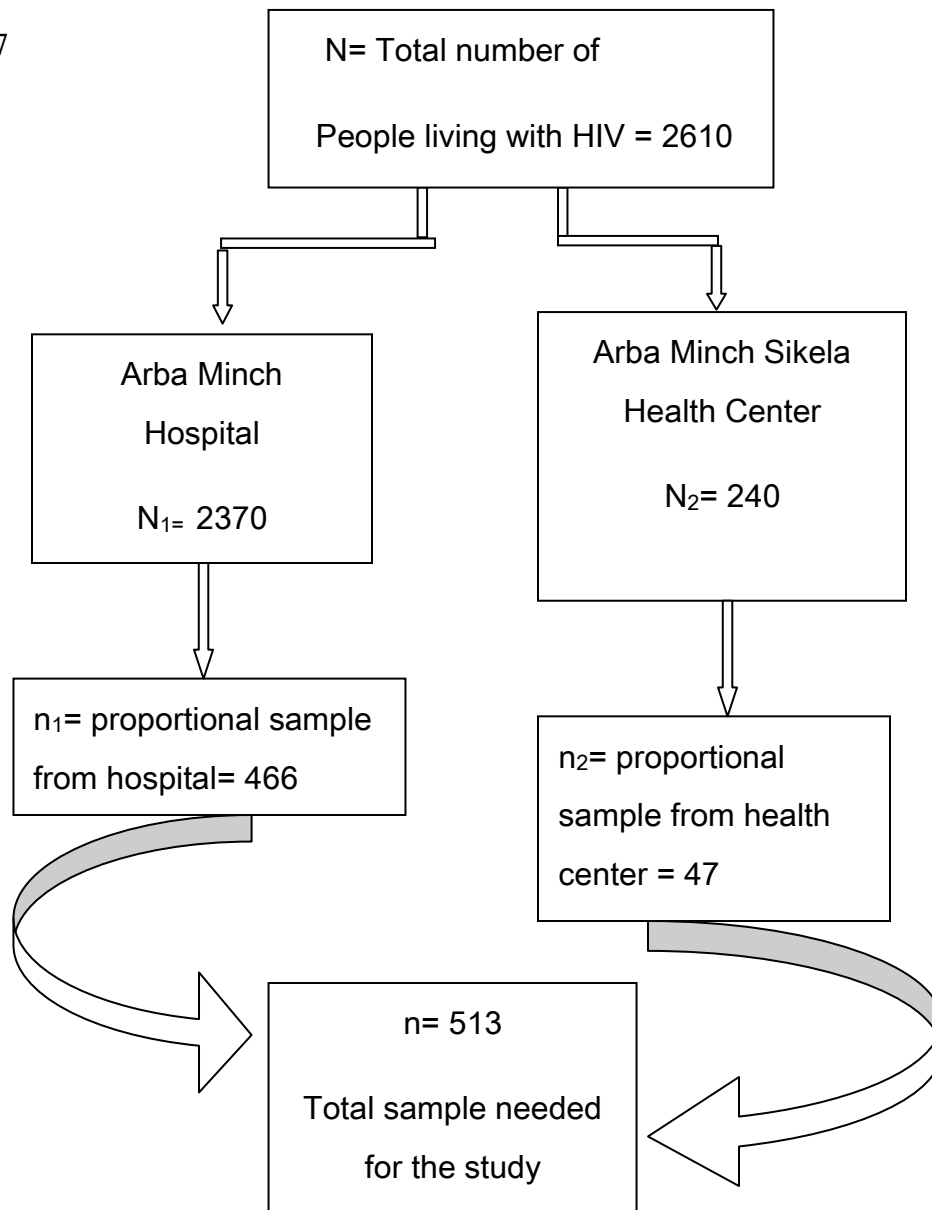 N= Total number of
People living with HIV = 2610
Arba Minch
Hospital
N₁₌ 2370
Arba Minch Sikela
Health Center
N₂= 240
n₁= proportional sample
from hospital= 466
n₂= proportional
sample from health
center = 47
n= 513
Total sample needed
for the study